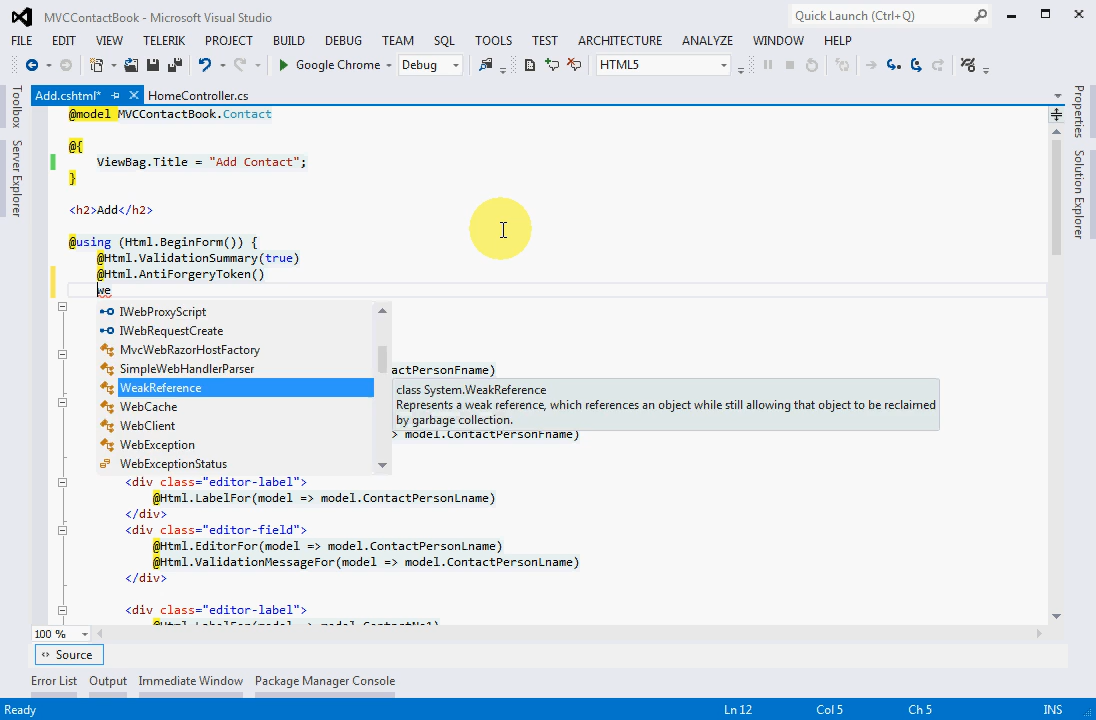 MVCContactBook - Microsoft Visual Studio
Quick Launch (Ctrl+Q)
FILE EDIT VIEW TELERIK PROJECT BUILD DEBUG TEAM SQL TOOLS TEST ARCHITECTURE ANALYZE WINDOW HELP
Google Chrome Debug HTML5
Toolbox
Server Explorer
Properties
Solution Explorer
Add.cshtml* HomeController.cs
@model MVCContactBook.Contact
@{
ViewBag.Title = "Add Contact";
}
<h2>Add</h2>
@using (Html.BeginForm()) {
@Html.ValidationSummary(true)
@Html.AntiForgeryToken()
we
IWebProxyScript
IWebRequestCreate
MvcWebRazorHostFactory
SimpleWebHandlerParser
actPersonFname)
WeakReference
class System.WeakReference
Represents a weak reference, which references an object while still allowing that object to be reclaimed
by garbage collection.
WebCache
WebClient
> model.ContactPersonFname)
WebException
WebExceptionStatus
<div class="editor-label">
@Html.LabelFor(model => model.ContactPersonLname)
</div>
<div class="editor-field">
@Html.EditorFor(model => model.ContactPersonLname)
@Html.ValidationMessageFor(model => model.ContactPersonLname)
</div>
<div class="editor-label">
@Html.LabelFor(model => model.ContactNo1)
100 %
Source
Error List Output Immediate Window Package Manager Console
Ready Ln 12 Col 5 Ch 5 INS